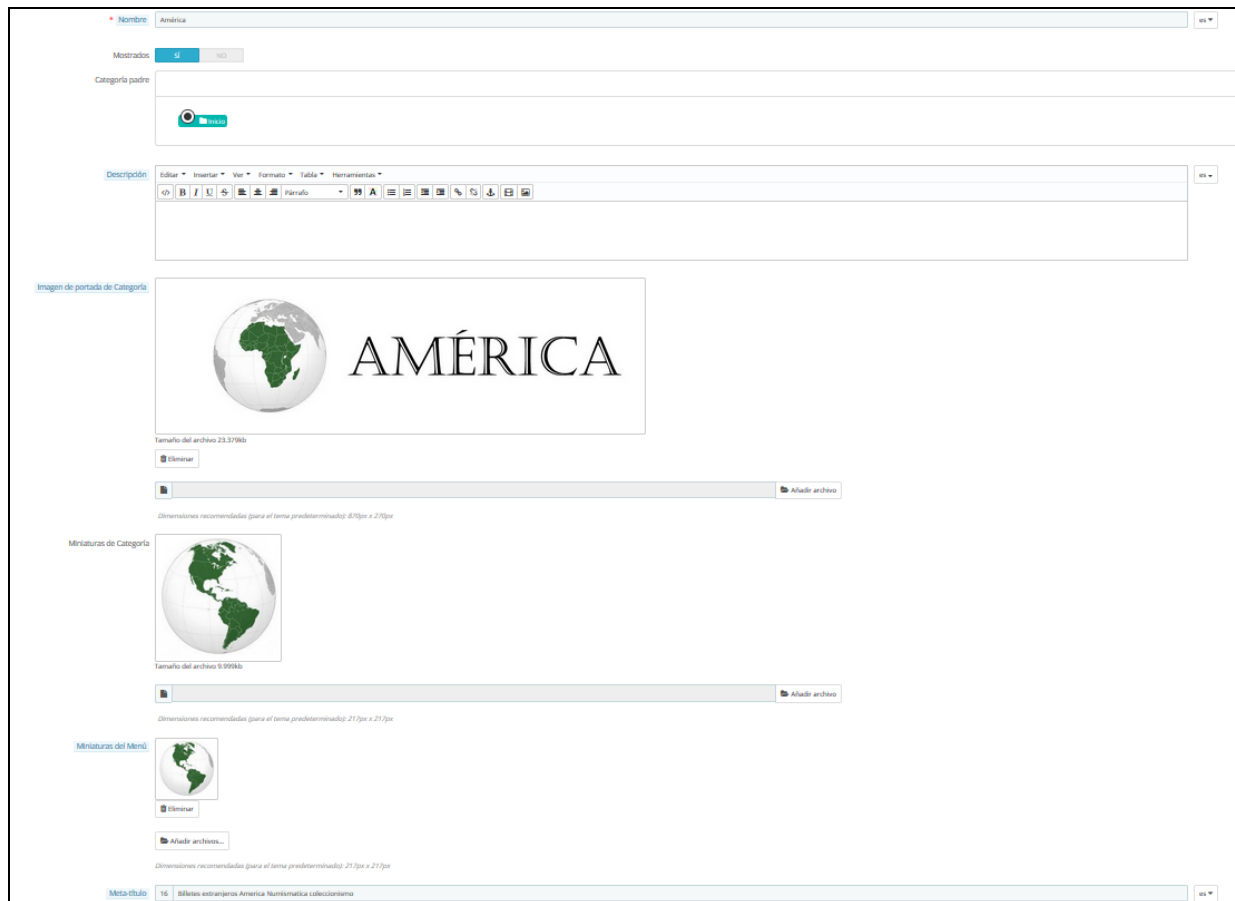 * Nombre América es
Mostrados SÍ NO
Categoría padre
Inicio
Descripción Editar Insertar Ver Formato Tabla Herramientas es
B I U S Párrafo A
Imagen de portada de Categoría
AMÉRICA
Tamaño del archivo 23.379kb
Eliminar
Añadir archivo
Dimensiones recomendadas (para el tema predeterminado): 870px x 270px
Miniaturas de Categoría
Tamaño del archivo 9.999kb
Añadir archivo
Dimensiones recomendadas (para el tema predeterminado): 217px x 217px
Miniaturas del Menú
Eliminar
Añadir archivos...
Dimensiones recomendadas (para el tema predeterminado): 217px x 217px
Meta-título 16 Billetes extranjeros America Numismatica coleccionismo es